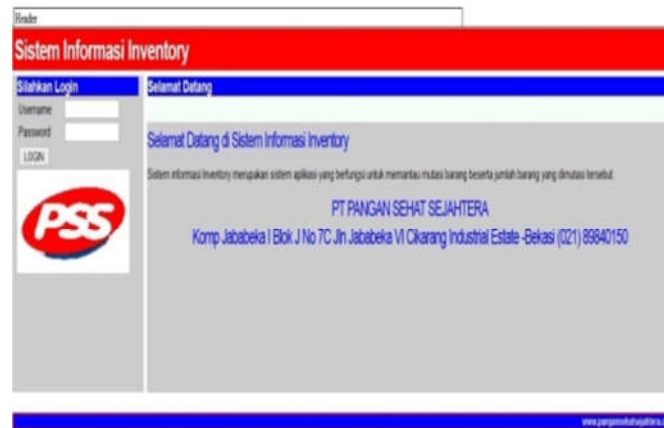 Header
Sistem Informasi Inventory
Silahkan Login
Selamat Datang
Username
Password
LOGIN
Selamat Datang di Sistem Informasi Inventory
Sistem informasi Inventory merupakan sistem aplikasi yang berfungsi untuk memantau mutasi barang beserta jumlah barang yang dimutasi tersebut.
PSS
PT PANGAN SEHAT SEJAHTERA
Komp Jababeka I Blok J No 7C Jln Jababeka VI Cikarang Industrial Estate -Bekasi (021) 89840150